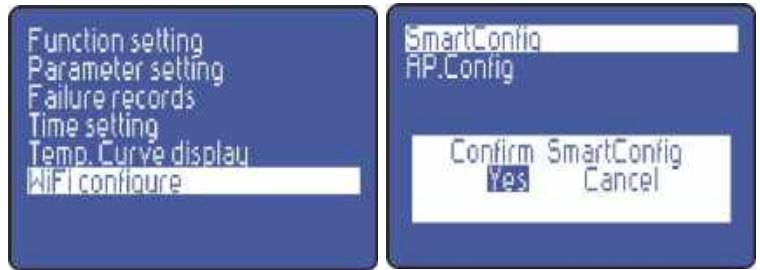 Function setting
Parameter setting
Failure records
Time setting
Temp. Curve display
WiFi configure
SmartConfig
AP.Config
Confirm SmartConfig
Yes Cancel